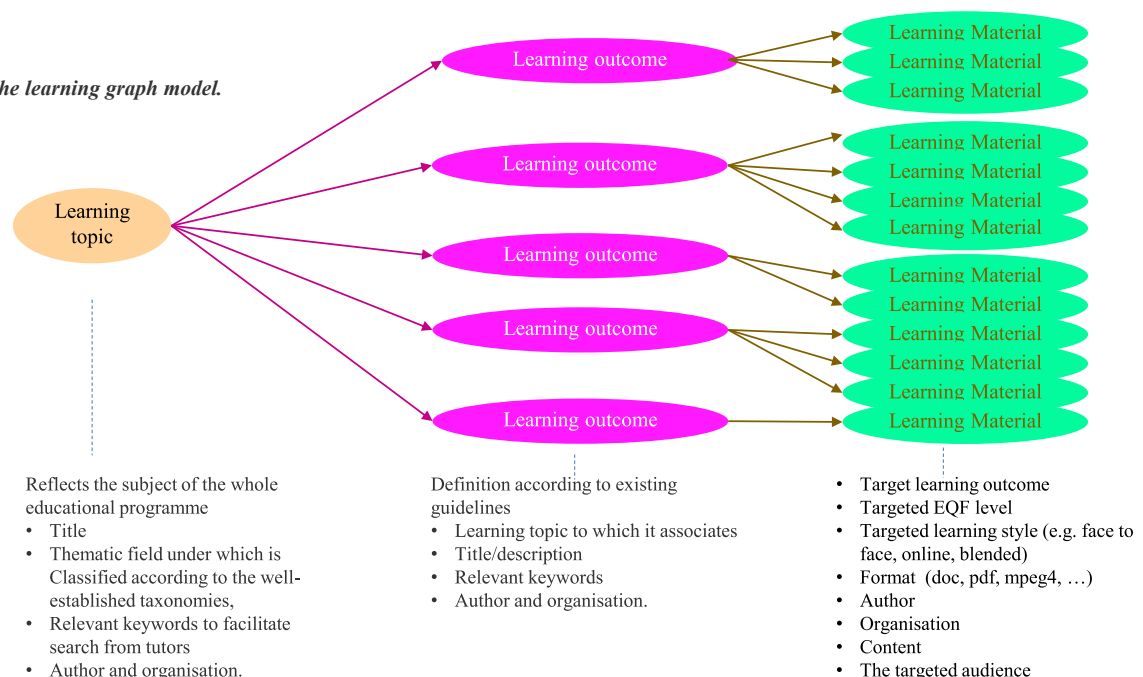 he learning graph model.
Learning
topic
Learning outcome
Learning outcome
Learning outcome
Learning outcome
Learning outcome
Learning Material
Learning Material
Learning Material
Learning Material
Learning Material
Learning Material
Learning Material
Learning Material
Learning Material
Learning Material
Learning Material
Learning Material
Learning Material
Reflects the subject of the whole
educational programme
• Title
• Thematic field under which is
Classified according to the well-
established taxonomies,
• Relevant keywords to facilitate
search from tutors
• Author and organisation.
Definition according to existing
guidelines
• Learning topic to which it associates
• Title/description
• Relevant keywords
• Author and organisation.
• Target learning outcome
• Targeted EQF level
• Targeted learning style (e.g. face to
face, online, blended)
• Format (doc, pdf, mpeg4, …)
• Author
• Organisation
• Content
• The targeted audience